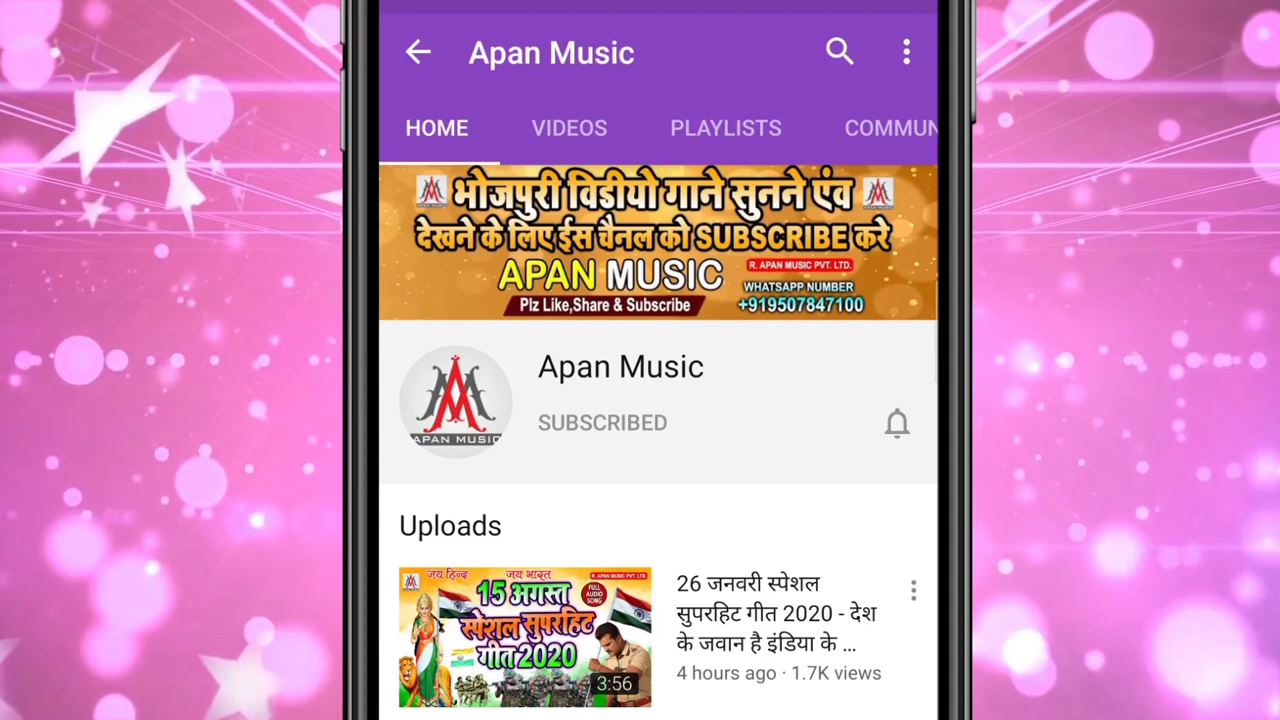 Apan Music
HOME VIDEOS PLAYLISTS COMMUN
भोजपुरी विडीयो गाने सुनने एंव
देखने के लिए ईस चैनल को SUBSCRIBE करे
APAN MUSIC
R. APAN MUSIC PVT. LTD.
WHATSAPP NUMBER
+919507847100
Plz Like,Share & Subscribe
Apan Music
SUBSCRIBED
APAN MUSIC
Uploads
जय हिन्द जय भारत
R. APAN MUSIC PVT. LTD
15 अगस्त
FULL
AUDIO
SONG
स्पेशल सुपरहिट
गीत 2020
3:56
26 जनवरी स्पेशल
सुपरहिट गीत 2020 - देश
के जवान है इंडिया के ...
4 hours ago · 1.7K views